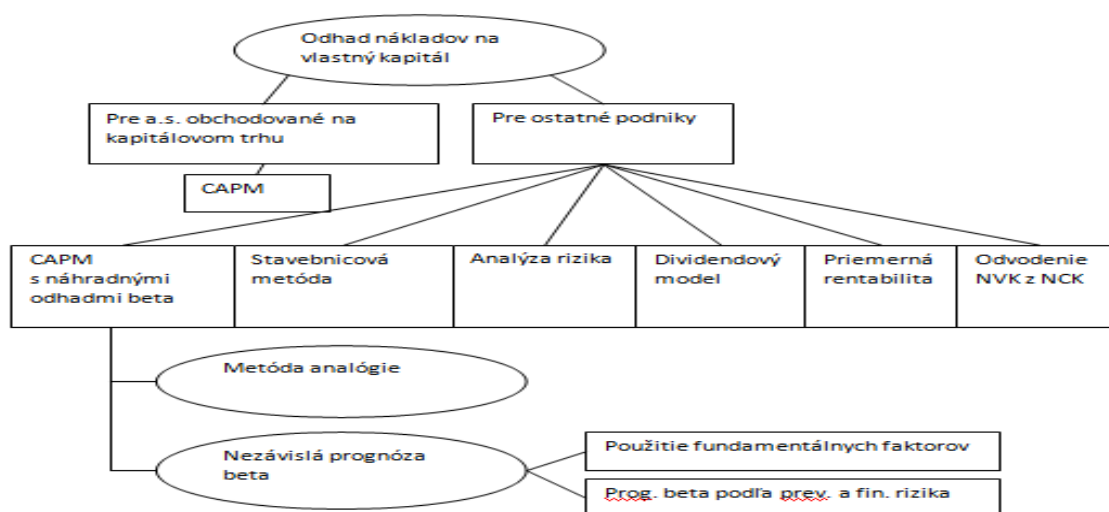 Odhad nákladov na
vlastný kapitál
Pre a.s. obchodované na
kapitálovom trhu
Pre ostatné podniky
CAPM
CAPM
s náhradnými
odhadmi beta
Stavebnicová
metóda
Analýza rizika
Dividendový
model
Priemerná
rentabilita
Odvodenie
NVK z NCK
Metóda analógie
Nezávislá prognóza
beta
Použitie fundamentálnych faktorov
Prog. beta podľa prev. a fin. rizika